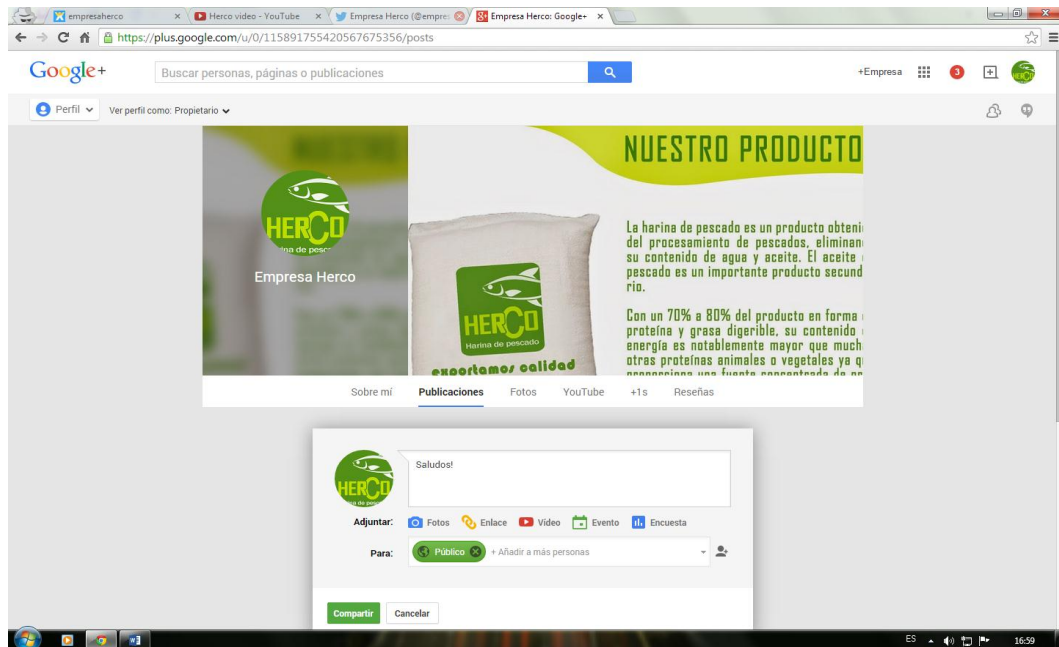 empresaherco
Herco video - YouTube
Empresa Herco (@empre
Empresa Herco: Google+
https://plus.google.com/u/0/115891755420567675356/posts
Google+
Buscar personas, páginas o publicaciones
+Empresa
3
Perfil
Ver perfil como: Propietario
HERCO
Empresa Herco
HERCO
Harina de pescado
exportamos calidad
NUESTRO PRODUCTO
La harina de pescado es un producto obteni
del procesamiento de pescados, eliminan
su contenido de agua y aceite. El aceite
pescado es un importante producto secund
rio.
Con un 70% a 80% del producto en forma
proteína y grasa digerible, su contenido
energía es notablemente mayor que much
otras proteínas animales o vegetales ya q
Sobre mí Publicaciones Fotos YouTube +1s Reseñas
HERCO
Saludos!
Adjuntar: Fotos Enlace Vídeo Evento Encuesta
Para: Público + Añadir a más personas
Compartir Cancelar
ES 16:59